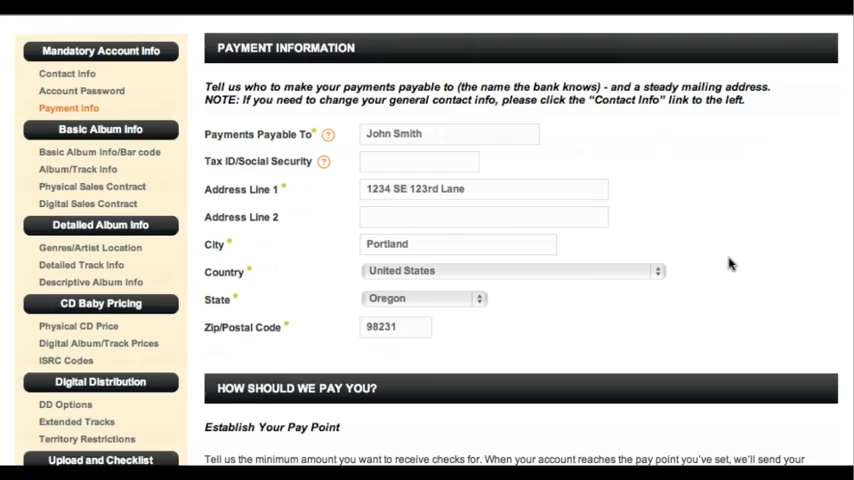 Mandatory Account Info
Contact Info
Account Password
Payment Info
Basic Album Info
Basic Album Info/Bar code
Album/Track Info
Physical Sales Contract
Digital Sales Contract
Detailed Album Info
Genres/Artist Location
Detailed Track Info
Descriptive Album Info
CD Baby Pricing
Physical CD Price
Digital Album/Track Prices
ISRC Codes
Digital Distribution
DD Options
Extended Tracks
Territory Restrictions
Upload and Checklist
PAYMENT INFORMATION
Tell us who to make your payments payable to (the name the bank knows) - and a steady mailing address.
NOTE: If you need to change your general contact info, please click the “Contact Info” link to the left.
Payments Payable To* ? John Smith
Tax ID/Social Security ?
Address Line 1 * 1234 SE 123rd Lane
Address Line 2
City * Portland
Country * United States
State * Oregon
Zip/Postal Code * 98231
HOW SHOULD WE PAY YOU?
Establish Your Pay Point
Tell us the minimum amount you want to receive checks for. When your account reaches the pay point you've set, we'll send your